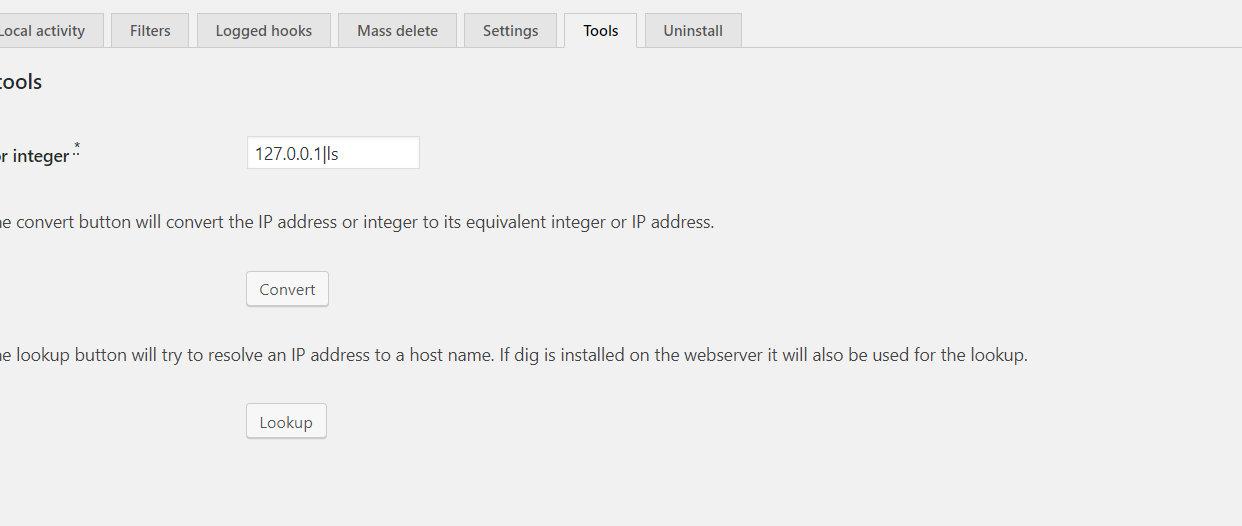 Local activity Filters Logged hooks Mass delete Settings Tools Uninstall
tools
or integer *
127.0.0.1|ls
he convert button will convert the IP address or integer to its equivalent integer or IP address.
Convert
he lookup button will try to resolve an IP address to a host name. If dig is installed on the webserver it will also be used for the lookup.
Lookup